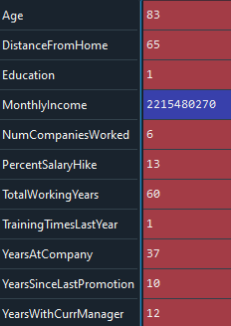 Age 83
DistanceFromHome 65
Education 1
MonthlyIncome 2215480270
NumCompaniesWorked 6
PercentSalaryHike 13
TotalWorkingYears 60
TrainingTimesLastYear 1
YearsAtCompany 37
YearsSinceLastPromotion 10
YearsWithCurrManager 12